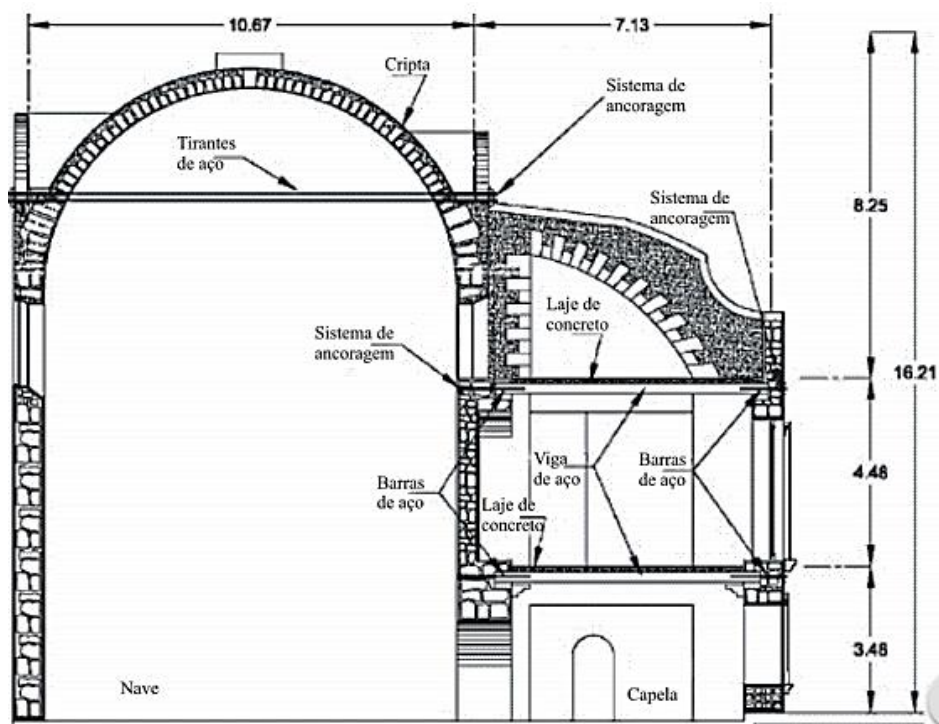 10.67
7.13
Cripta
Sistema de
ancoragem
Tirantes
de aço
Sistema de
ancoragem
8.25
Laje de
concreto
Sistema de
ancoragem
16.21
Viga
de aço
Barras
de aço
4.48
Barras
de aço
Laje de
concreto
3.48
Nave
Capela